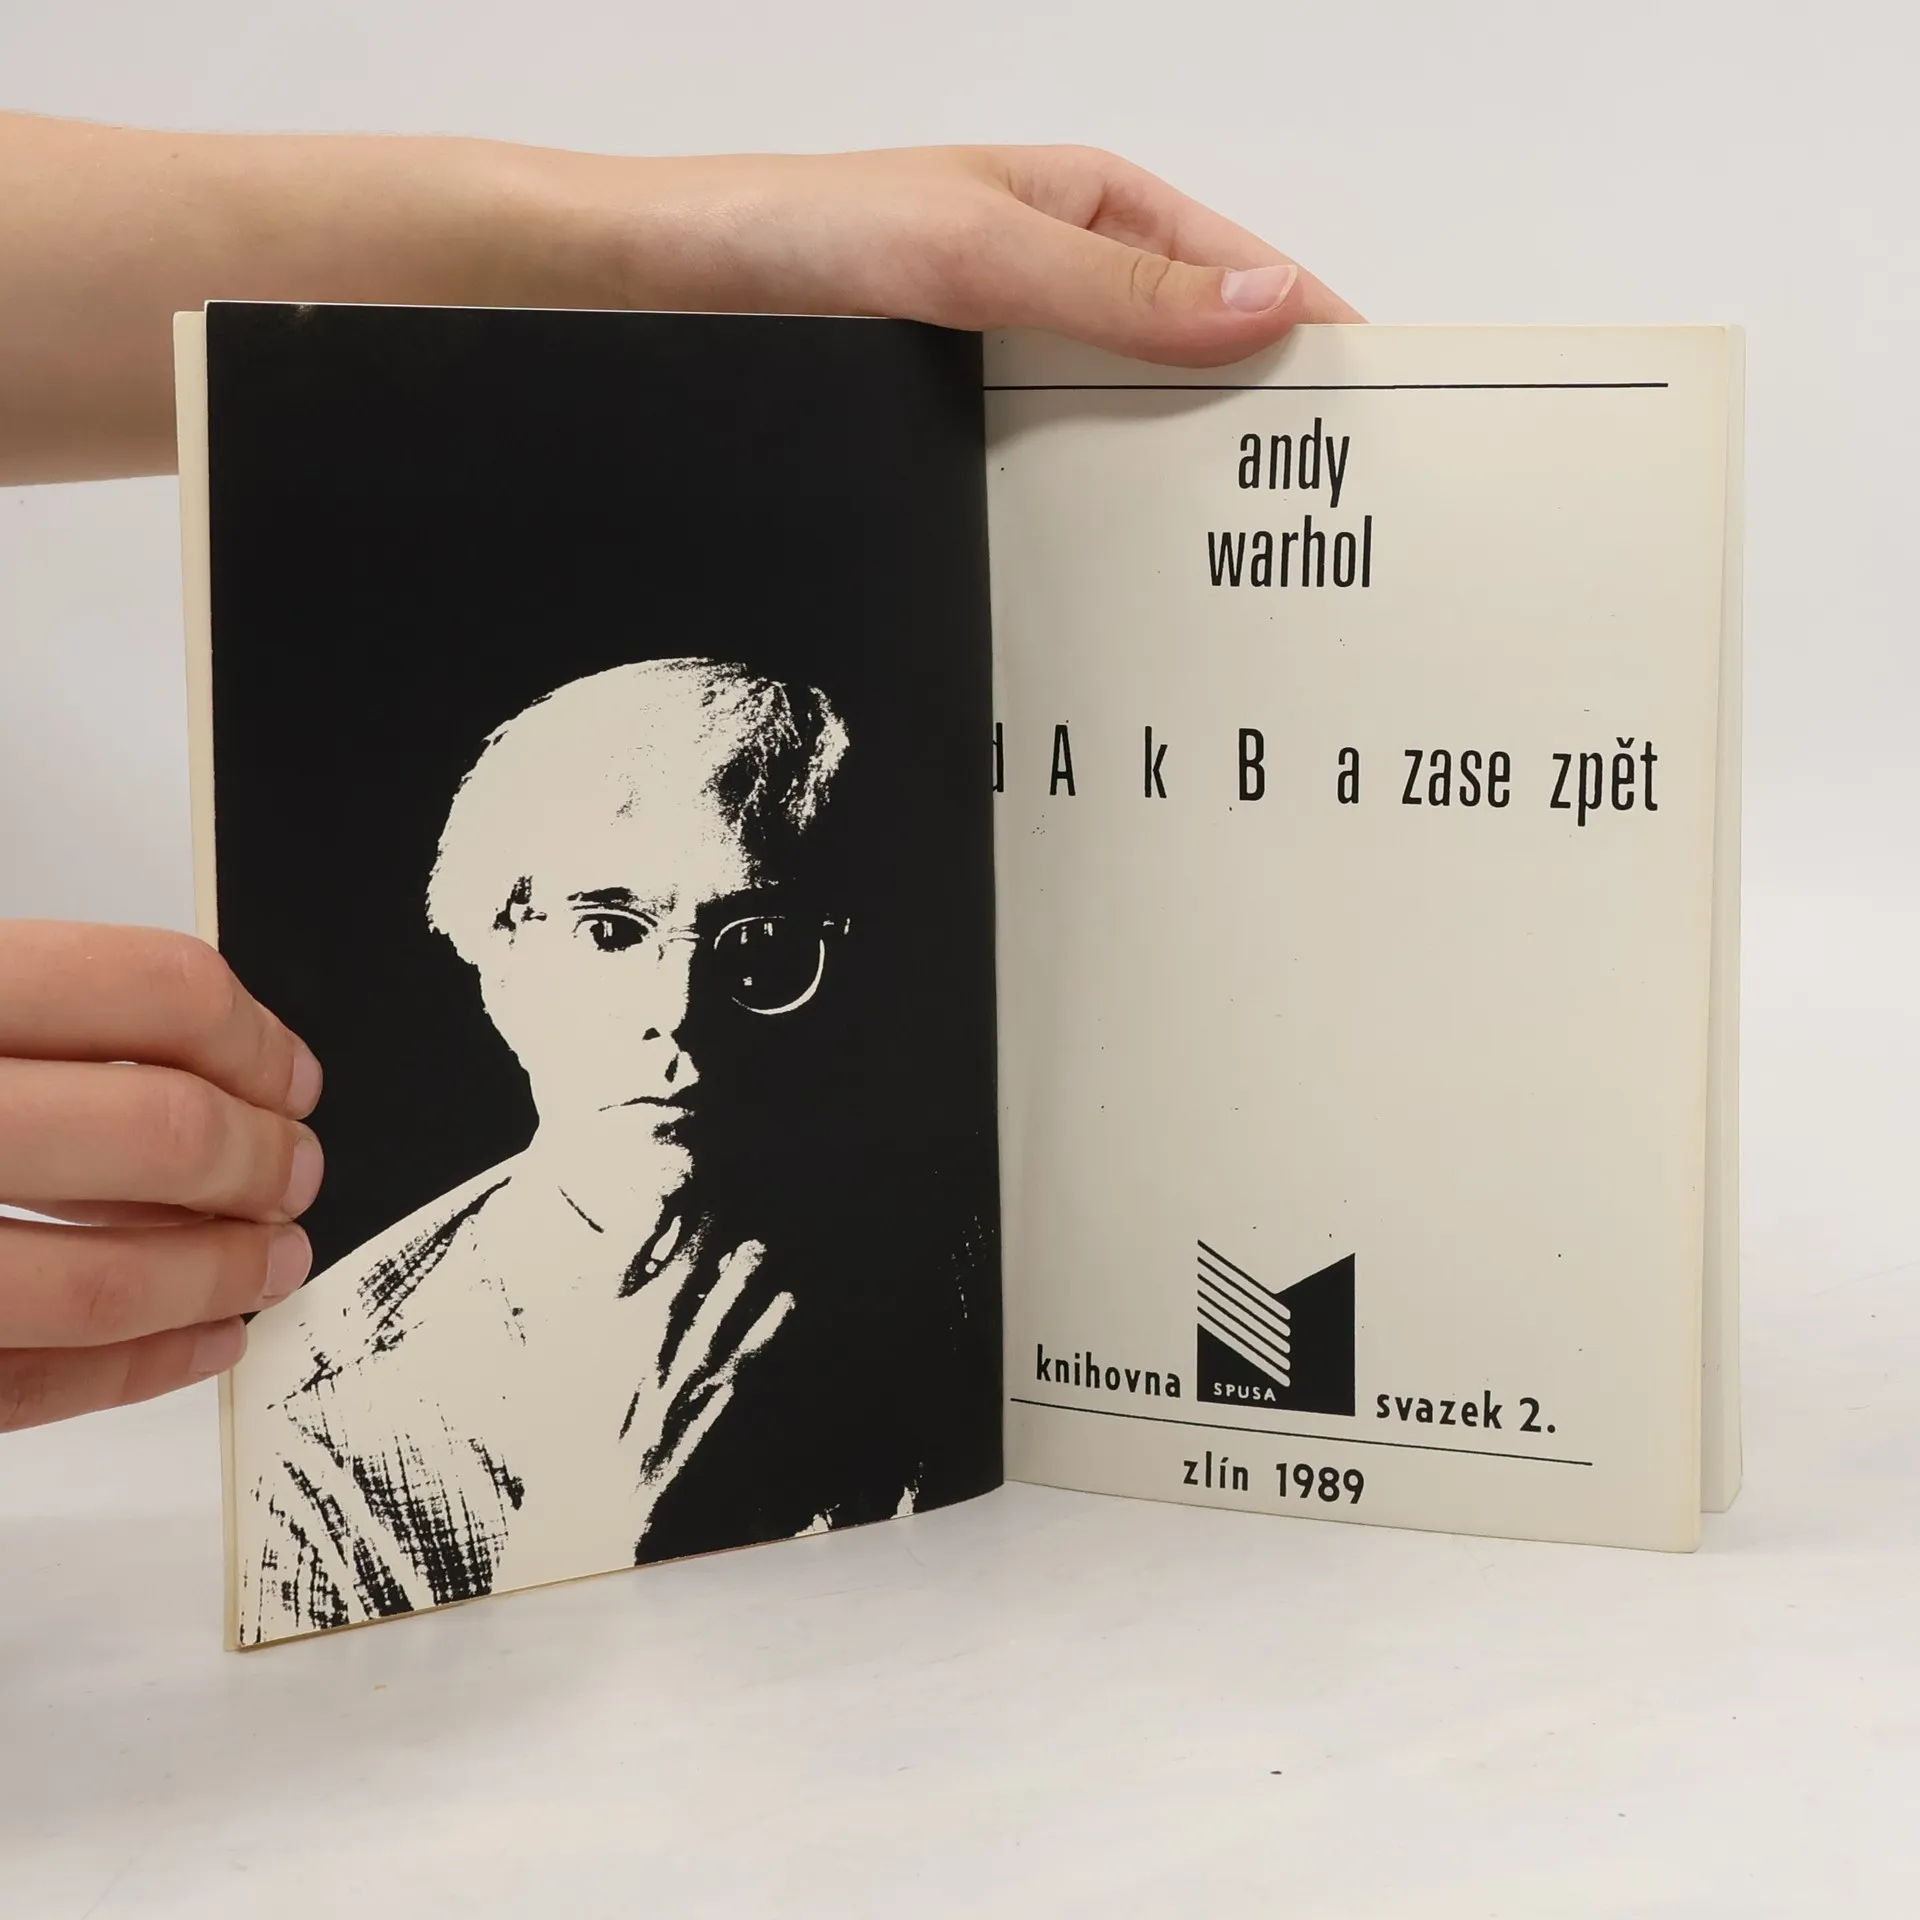 andy
warhol
d A k B a zase zpět
knihovna SPUSA svazek 2.
zlín 1989